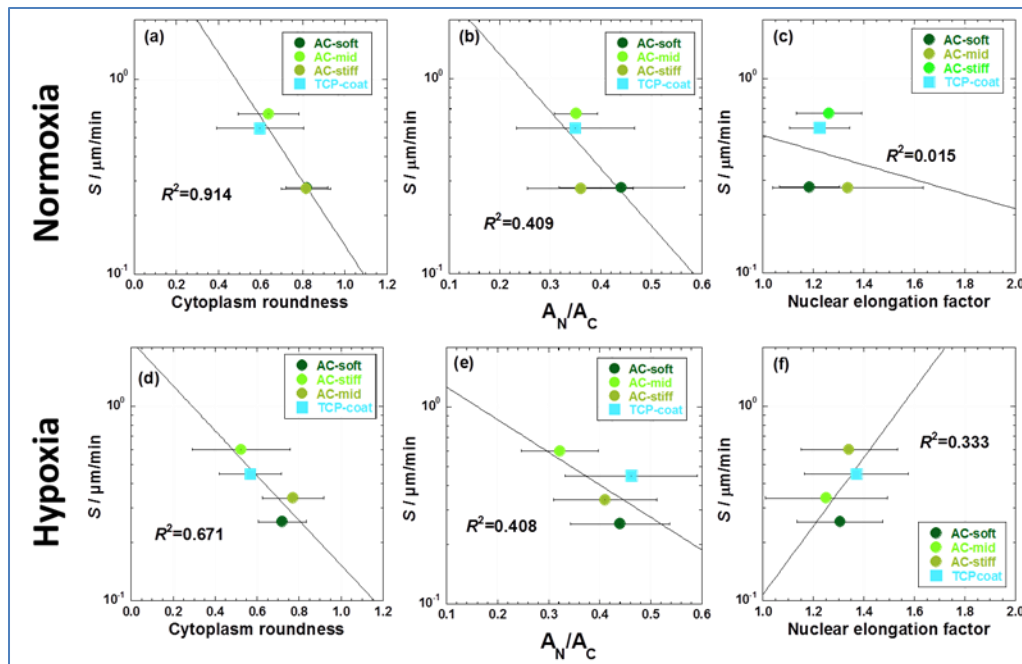 Normoxia
(a)
AC-soft
AC-mid
AC-stiff
TCP-coat
R²=0.914
S / μm/min
10⁰
10⁻¹
0.0 0.2 0.4 0.6 0.8 1.0 1.2
Cytoplasm roundness
(b)
AC-soft
AC-mid
AC-stiff
TCP-coat
R²=0.409
S / μm/min
10⁰
10⁻¹
0.1 0.2 0.3 0.4 0.5 0.6
A_N/A_C
(c)
AC-soft
AC-mid
AC-stiff
TCP-coat
R²=0.015
S / μm/min
10⁰
10⁻¹
1.0 1.2 1.4 1.6 1.8 2.0
Nuclear elongation factor
Hypoxia
(d)
AC-soft
AC-stiff
AC-mid
TCP-coat
R²=0.671
S / μm/min
10⁰
10⁻¹
0.0 0.2 0.4 0.6 0.8 1.0 1.2
Cytoplasm roundness
(e)
AC-soft
AC-mid
AC-stiff
TCP-coat
R²=0.408
S / μm/min
10⁰
10⁻¹
0.1 0.2 0.3 0.4 0.5 0.6
A_N/A_C
(f)
R²=0.333
AC-soft
AC-mid
AC-stiff
TCPcoat
S / μm/min
10⁰
10⁻¹
1.0 1.2 1.4 1.6 1.8 2.0
Nuclear elongation factor